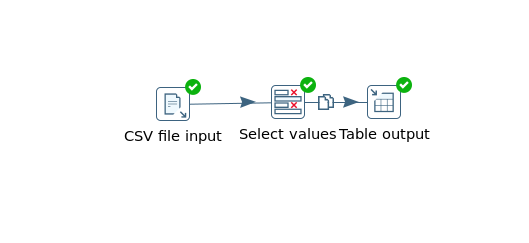 CSV file input
Select values
Table output